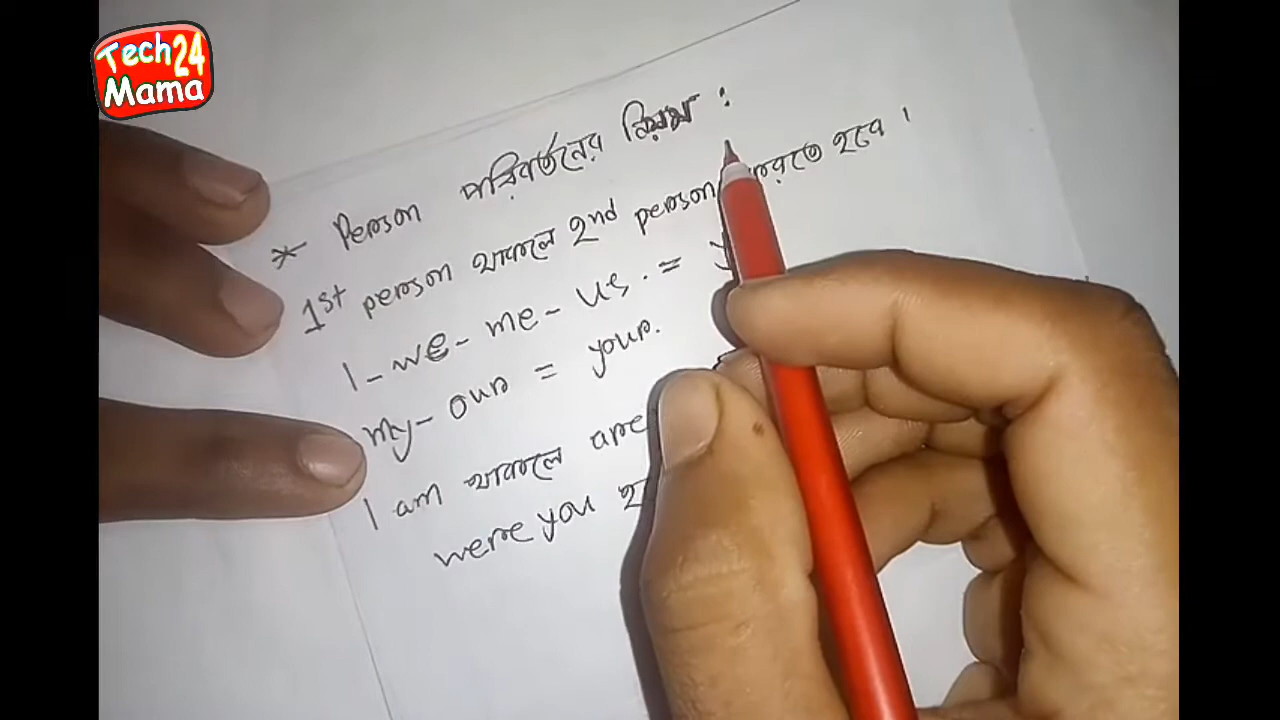 Tech24
Mama
* Person পরিবর্তনের নিয়ম :
1st person থাকলে 2nd person করতে হবে ।
I - we - me - us. =
my - our = your.
I am থাকলে are
were you